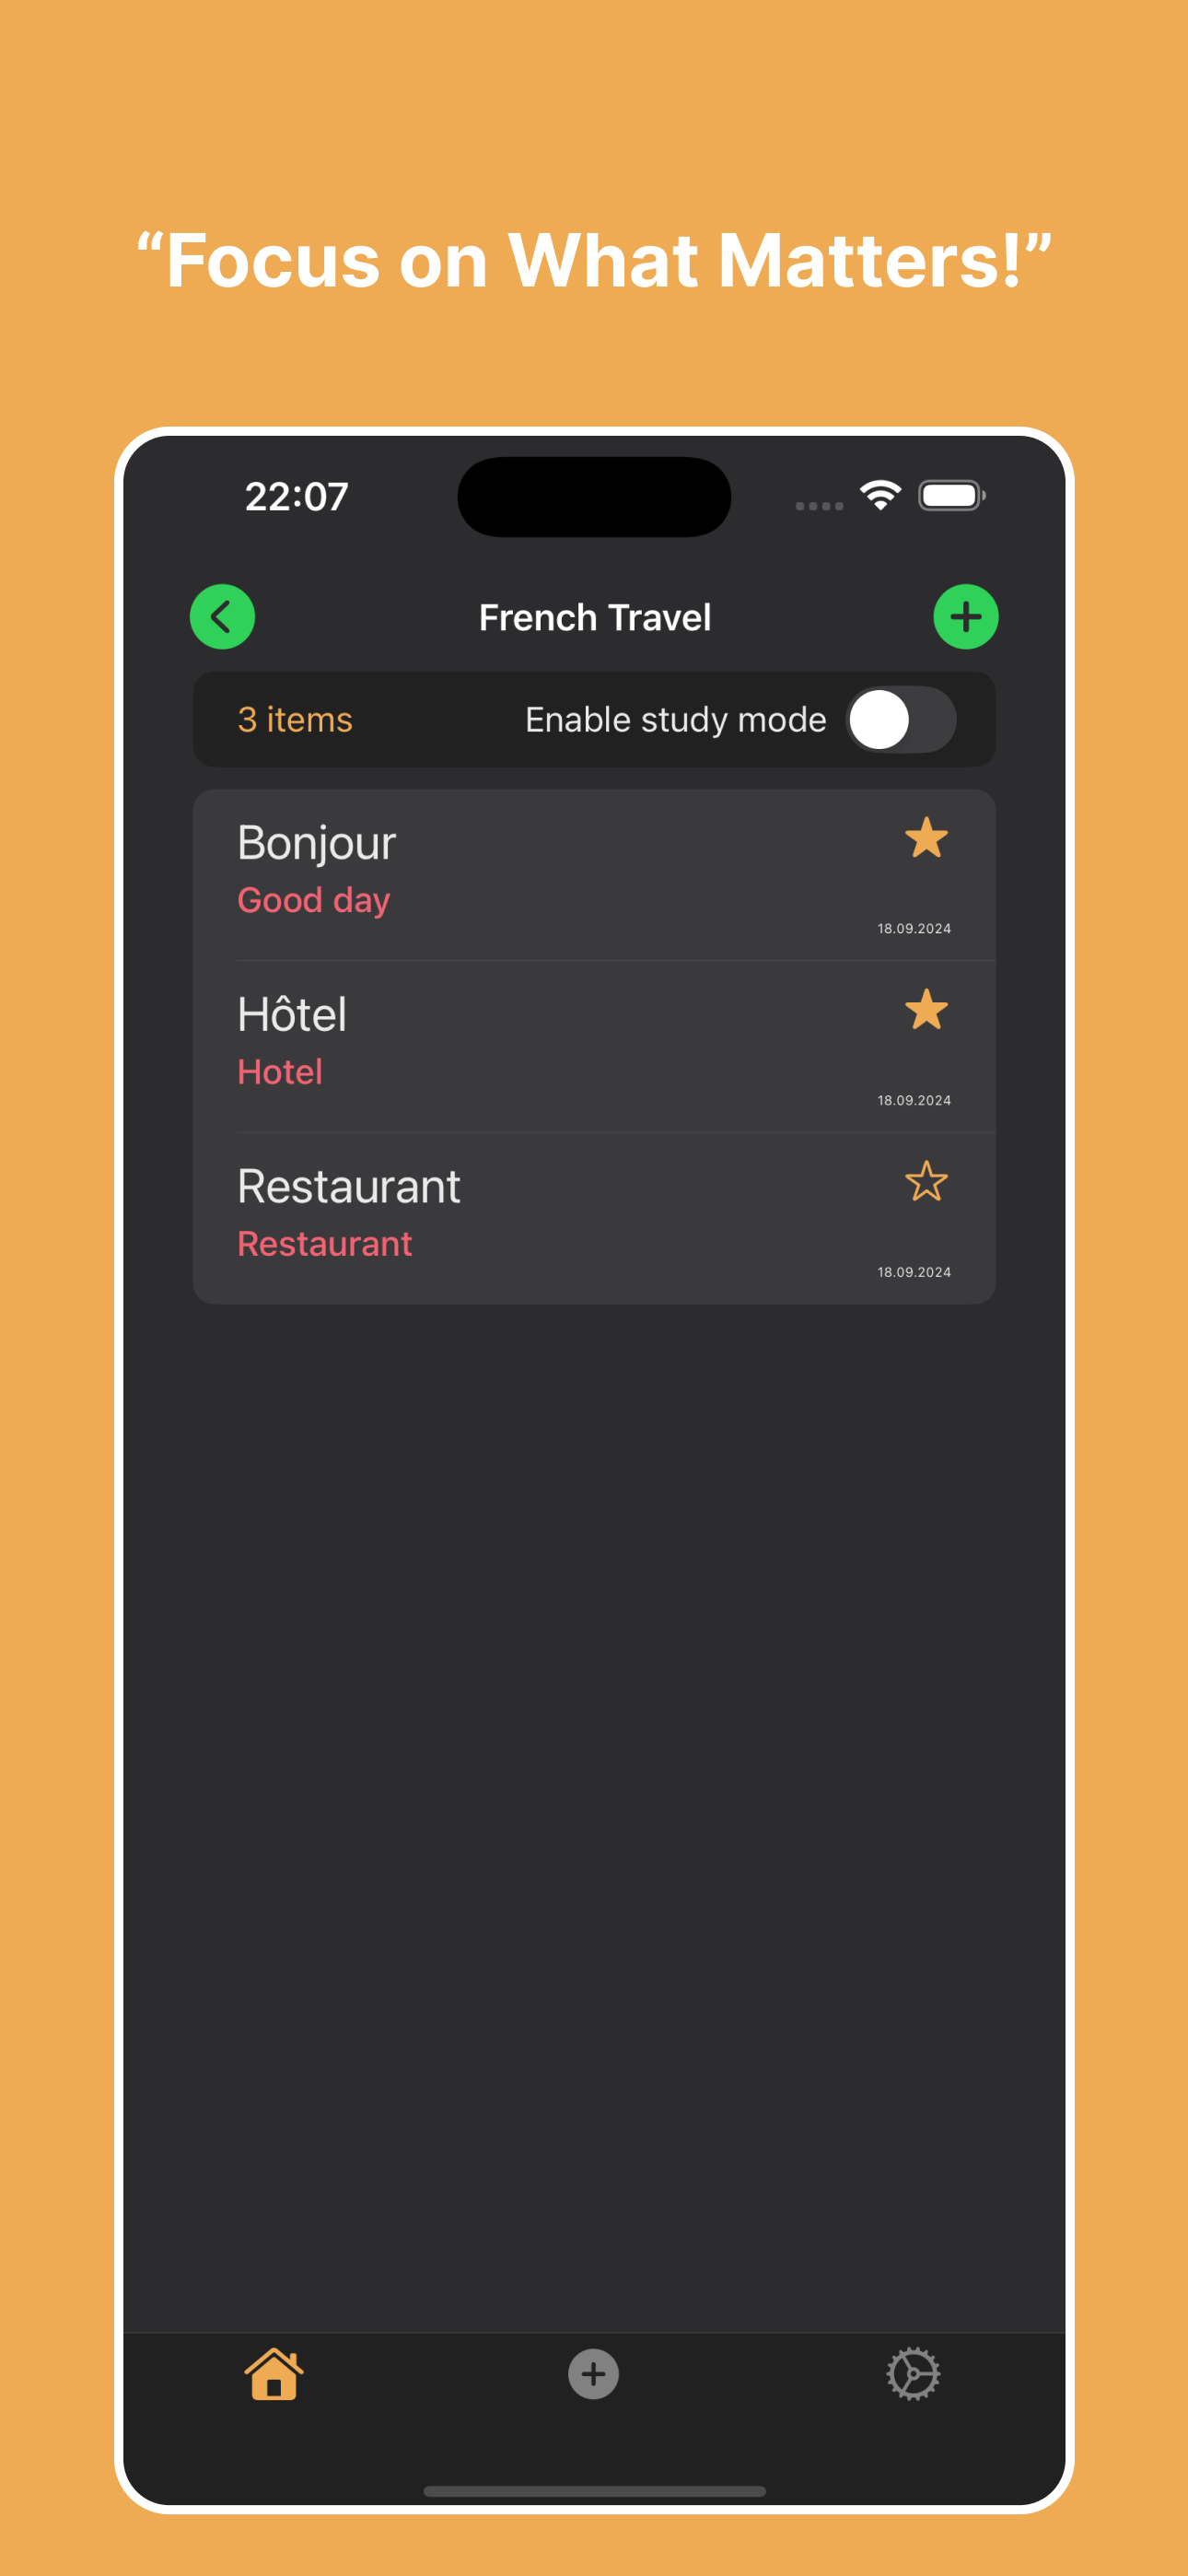 “Focus on What Matters!”
22:07
French Travel
3 items
Enable study mode
Bonjour
Good day
18.09.2024
Hôtel
Hotel
18.09.2024
Restaurant
Restaurant
18.09.2024